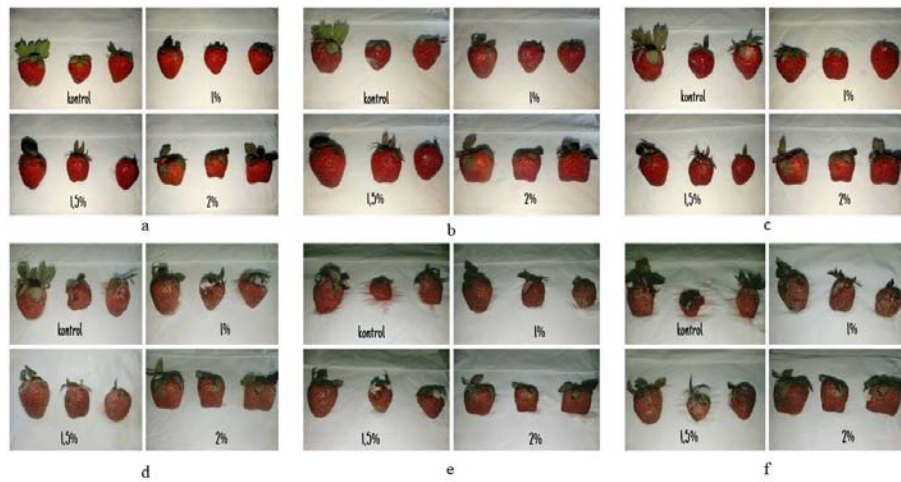 kontrol 1% kontrol 1% kontrol 1%
1,5% 2% 1,5% 2% 1,5% 2%
a b c
kontrol 1% kontrol 1% kontrol 1%
1,5% 2% 1,5% 2% 1,5% 2%
d e f